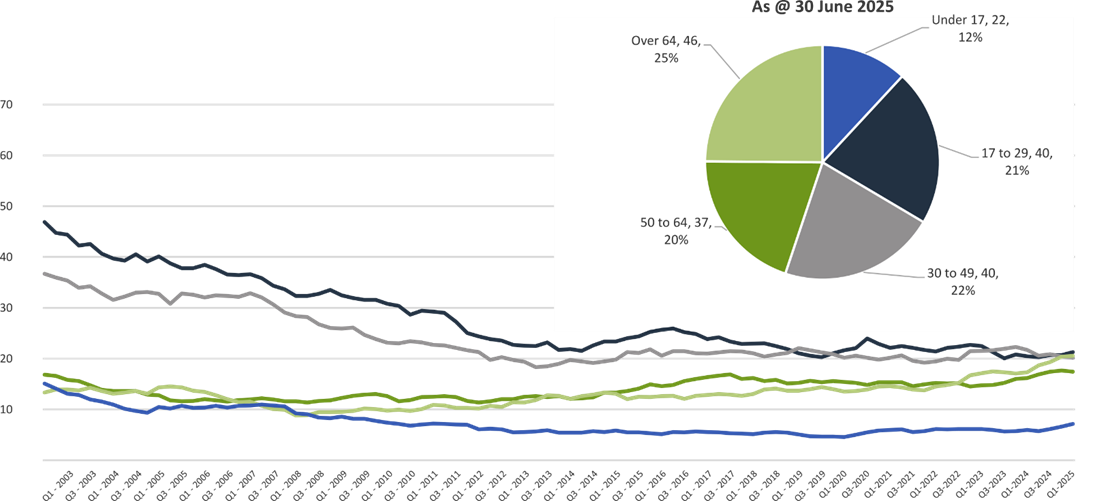 As @ 30 June 2025
Under 17, 22,
12%
Over 64, 46,
25%
17 to 29, 40,
21%
50 to 64, 37,
20%
30 to 49, 40,
22%
70
60
50
40
30
20
10
Q1 - 2003
Q3 - 2003
Q1 - 2004
Q3 - 2004
Q1 - 2005
Q3 - 2005
Q1 - 2006
Q3 - 2006
Q1 - 2007
Q3 - 2007
Q1 - 2008
Q3 - 2008
Q1 - 2009
Q3 - 2009
Q1 - 2010
Q3 - 2010
Q1 - 2011
Q3 - 2011
Q1 - 2012
Q3 - 2012
Q1 - 2013
Q3 - 2013
Q1 - 2014
Q3 - 2014
Q1 - 2015
Q3 - 2015
Q1 - 2016
Q3 - 2016
Q1 - 2017
Q3 - 2017
Q1 - 2018
Q3 - 2018
Q1 - 2019
Q3 - 2019
Q1 - 2020
Q3-2020
Q1-2021
Q3-2021
Q1-2022
Q3-2022
Q1-2023
Q3-2023
Q1-2024
Q3-2024
Q1-2025